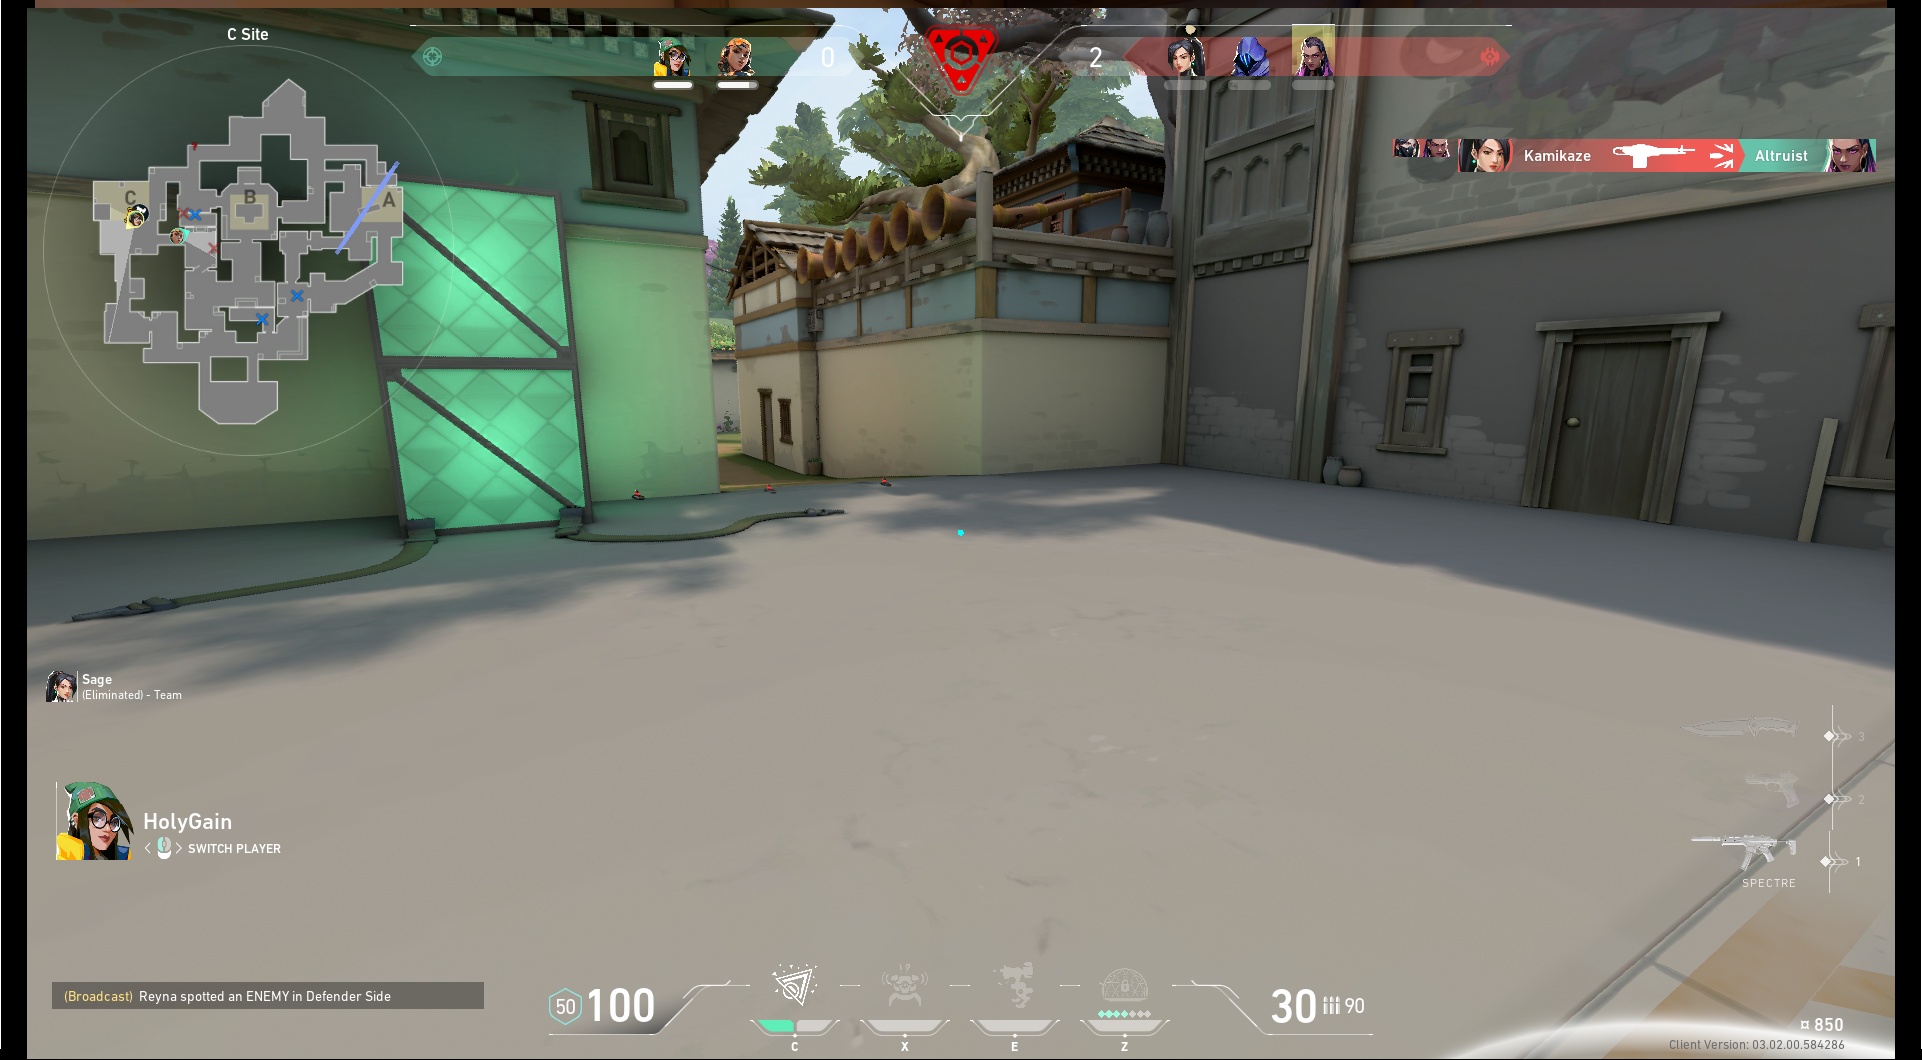 C Site
0
2
C
B
A
Kamikaze
Altruist
Sage
(Eliminated) - Team
HolyGain
< > SWITCH PLAYER
3
2
1
SPECTRE
(Broadcast) Reyna spotted an ENEMY in Defender Side
50 100
30 90
C
X
E
Z
¤ 850
Client Version: 03.02.00.584286